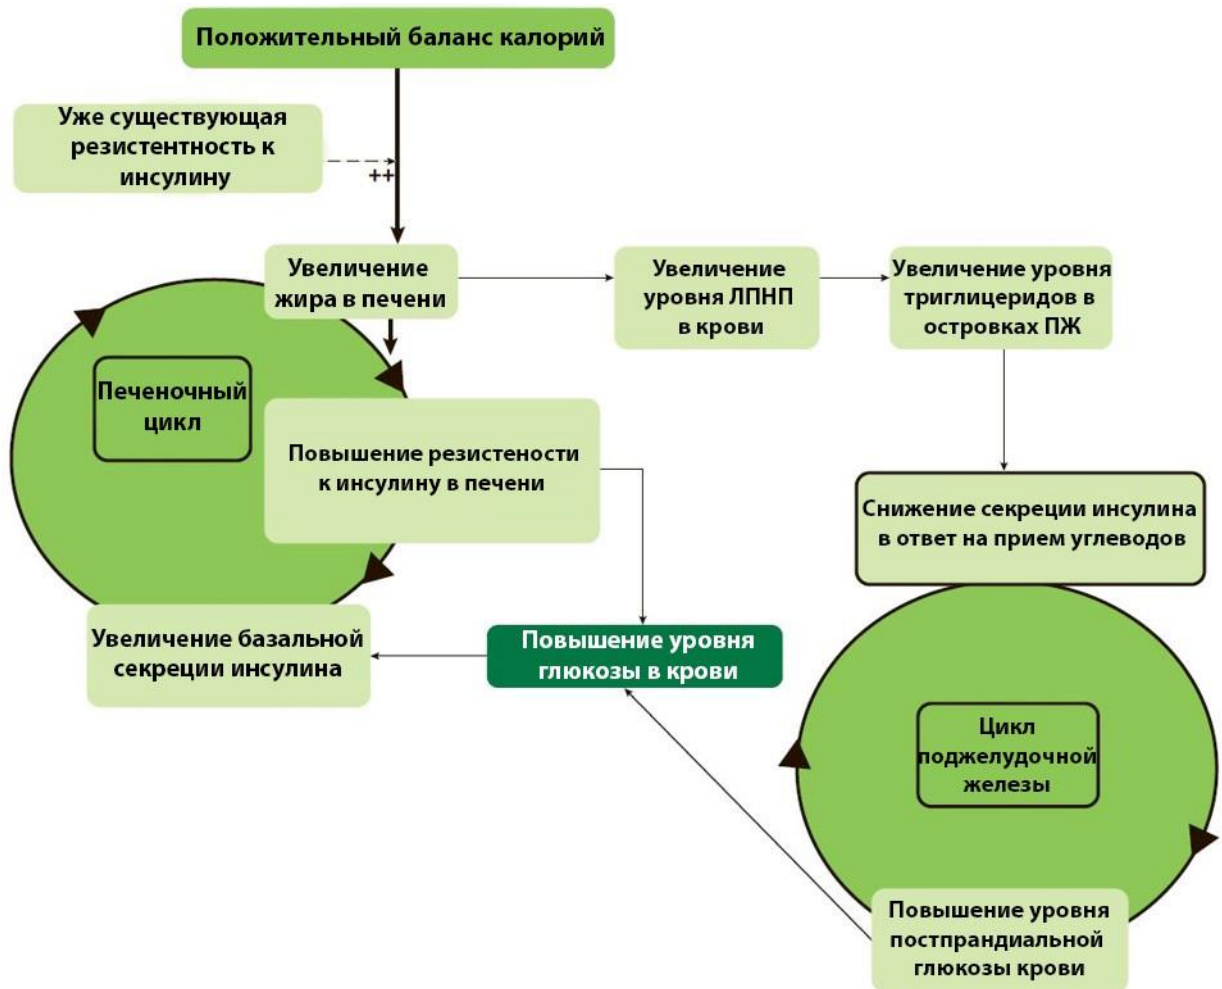 Положительный баланс калорий
Уже существующая
резистентность к
инсулину
++
Увеличение
жира в печени
Увеличение
уровня ЛПНП
в крови
Увеличение уровня
триглицеридов в
островках ПЖ
Печеночный
цикл
Повышение резистености
к инсулину в печени
Снижение секреции инсулина
в ответ на прием углеводов
Увеличение базальной
секреции инсулина
Повышение уровня
глюкозы в крови
Цикл
поджелудочной
железы
Повышение уровня
постпрандиальной
глюкозы крови